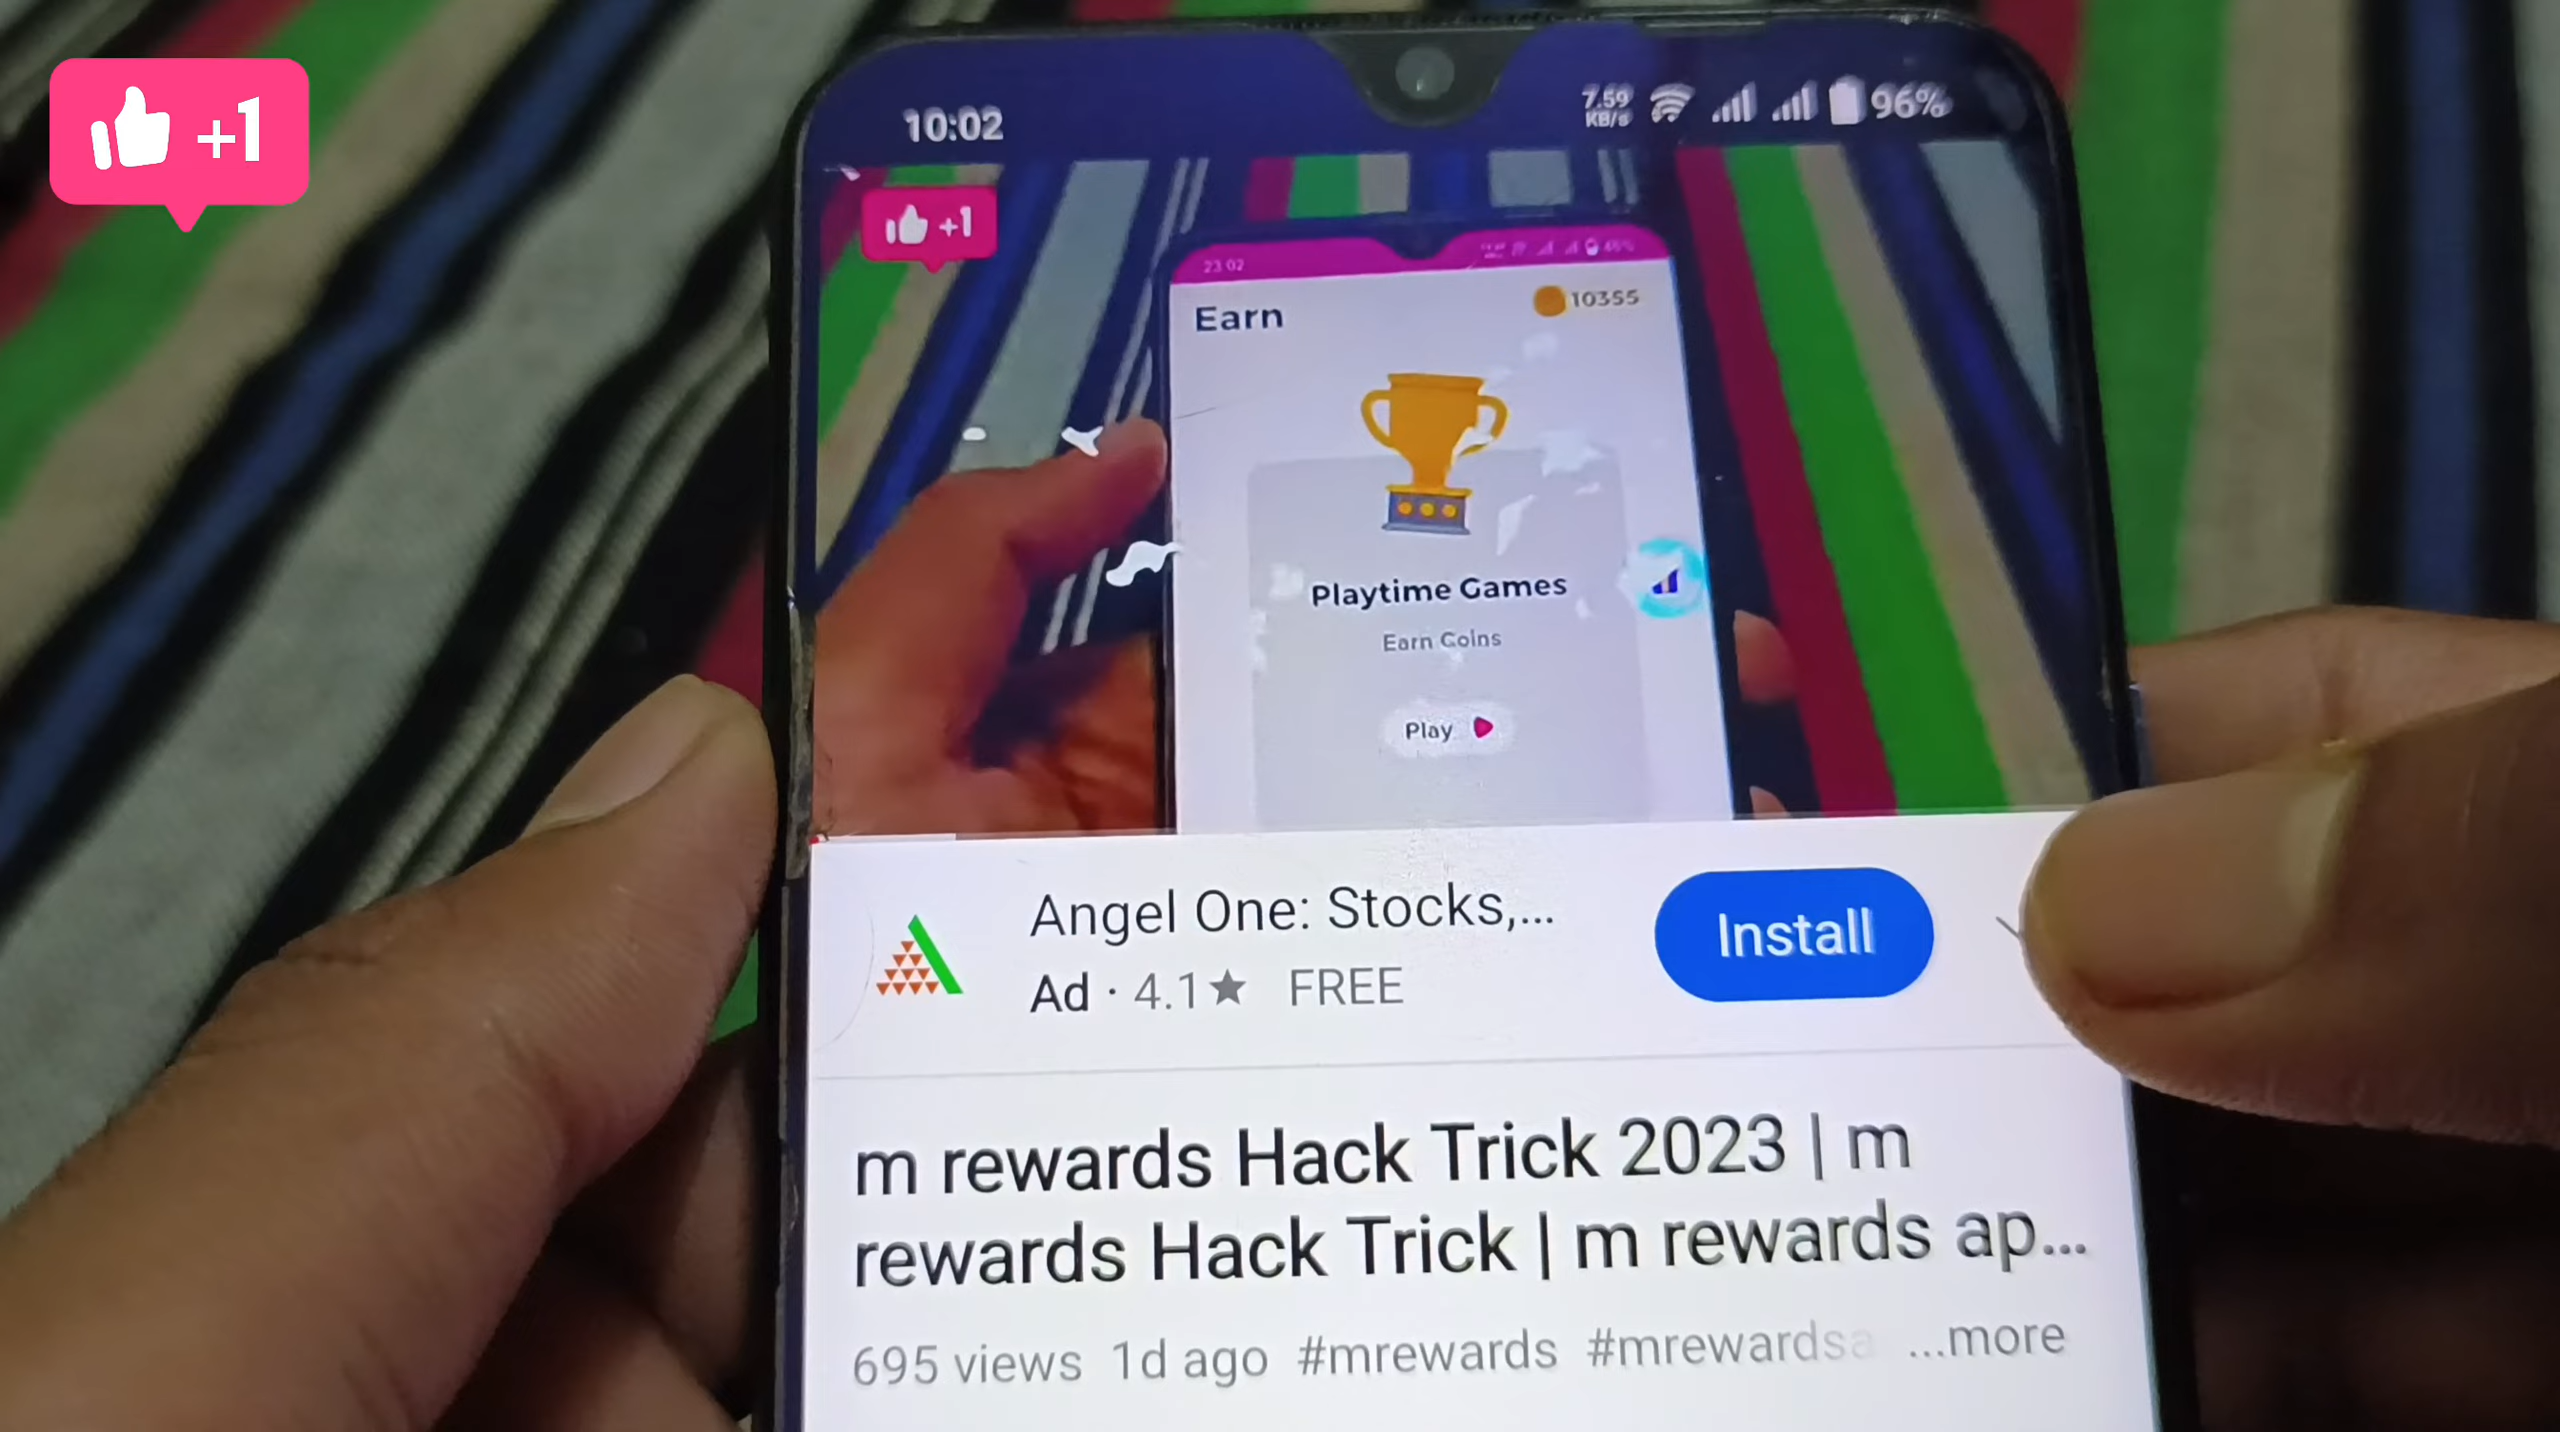 +1
10:02
7.59
KB/s
96%
+1
23 02
Earn
10355
Playtime Games
Earn Coins
Play
Angel One: Stocks,...
Install
Ad · 4.1★ FREE
m rewards Hack Trick 2023 | m
rewards Hack Trick | m rewards ap...
695 views 1d ago #mrewards #mrewardsa ...more